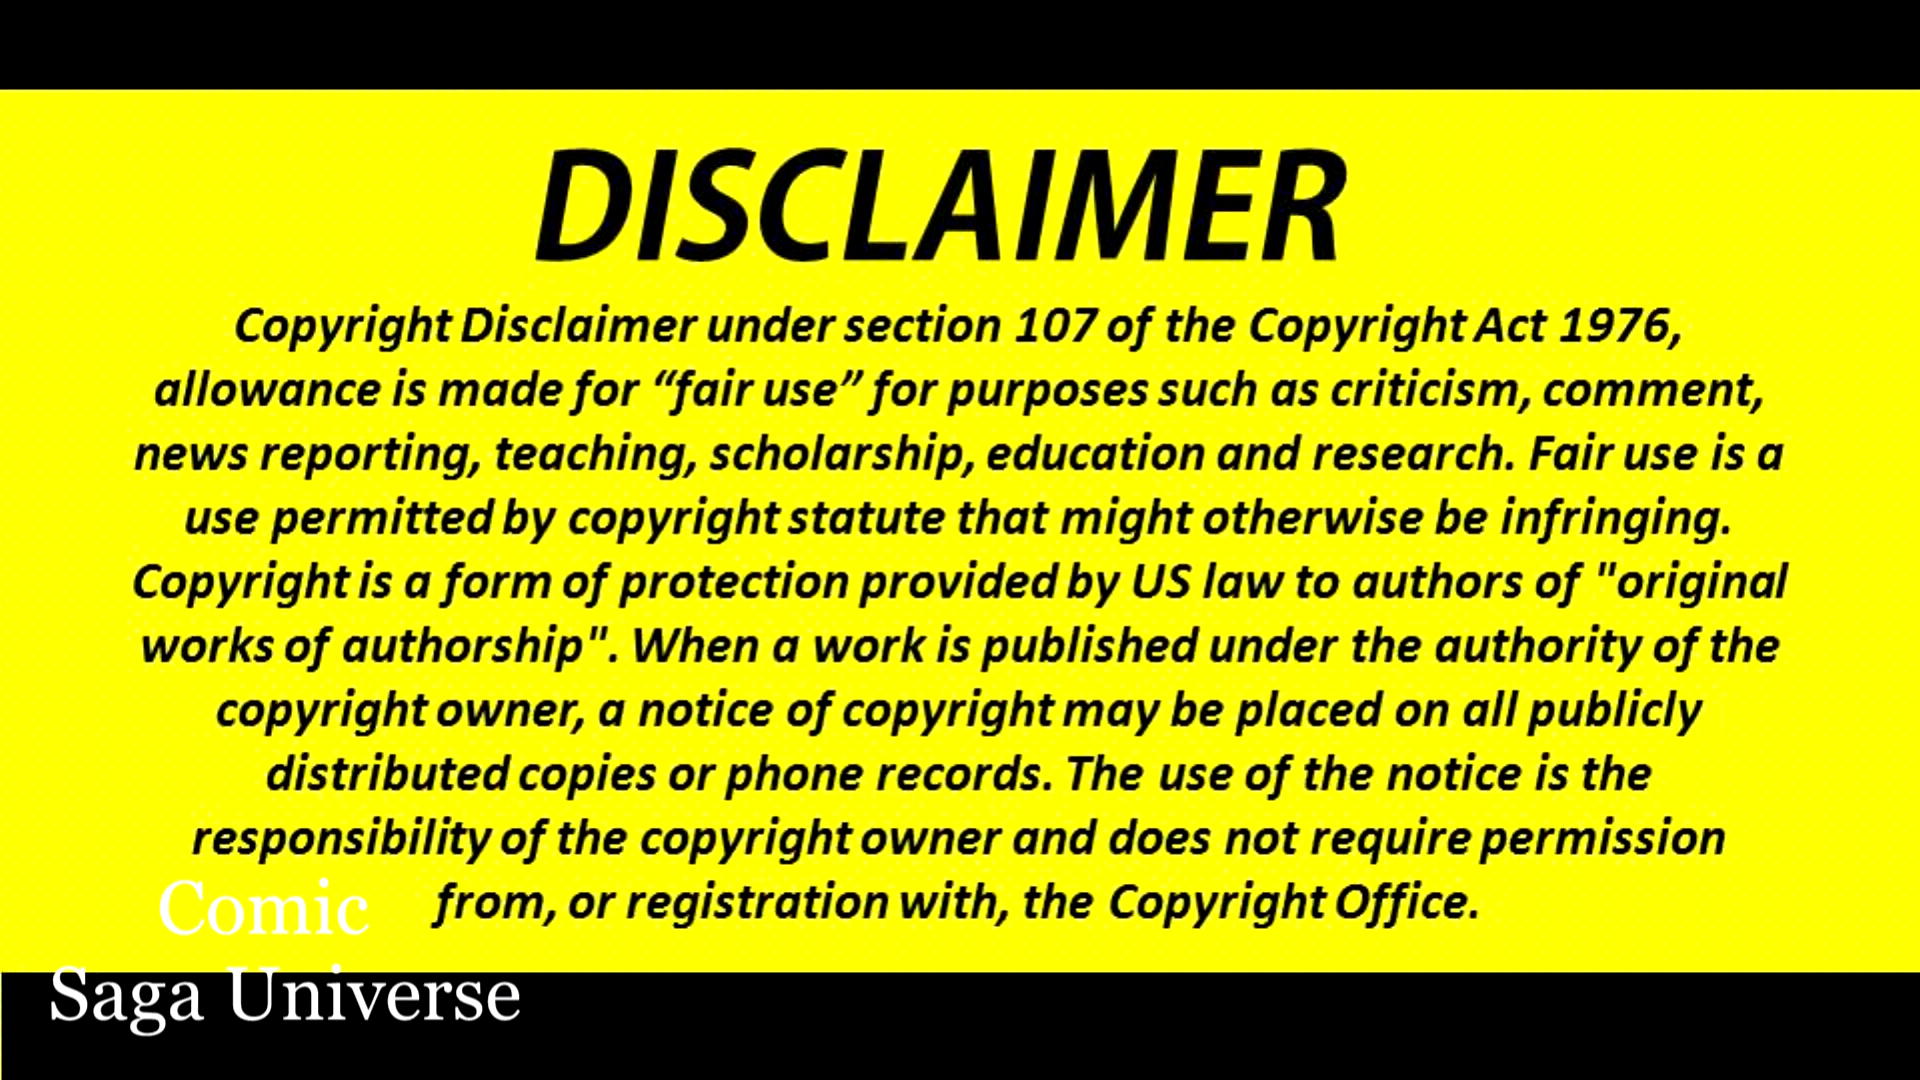 DISCLAIMER
Copyright Disclaimer under section 107 of the Copyright Act 1976,
allowance is made for “fair use” for purposes such as criticism, comment,
news reporting, teaching, scholarship, education and research. Fair use is a
use permitted by copyright statute that might otherwise be infringing.
Copyright is a form of protection provided by US law to authors of "original
works of authorship". When a work is published under the authority of the
copyright owner, a notice of copyright may be placed on all publicly
distributed copies or phone records. The use of the notice is the
responsibility of the copyright owner and does not require permission
from, or registration with, the Copyright Office.
Comic
Saga Universe